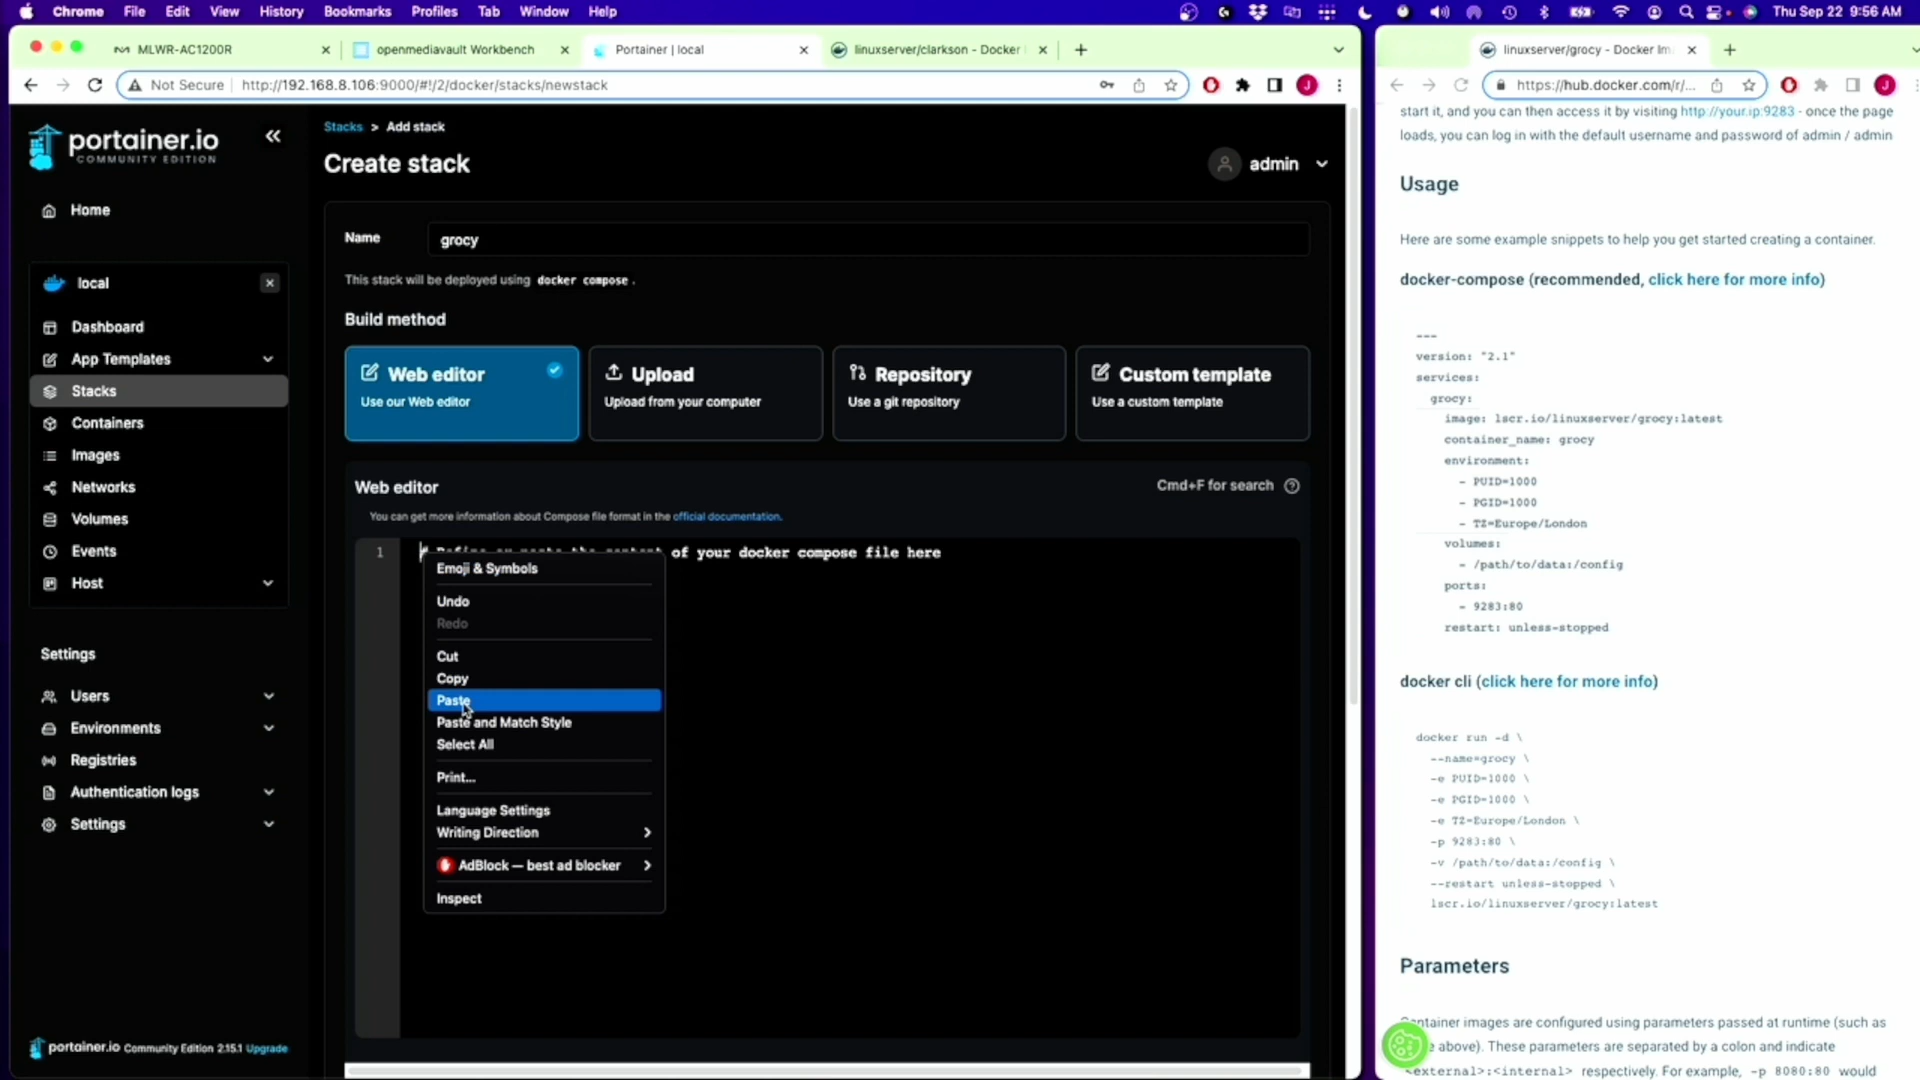 Chrome File Edit View History Bookmarks Profiles Tab Window Help Thu Sep 22 9:56 AM
MLWR-AC1200R openmediavault Workbench Portainer | local linuxserver/clarkson - Docker
Not Secure http://192.168.8.106:9000/#!/2/docker/stacks/newstack
portainer.io
COMMUNITY EDITION
Home
local
Dashboard
App Templates
Stacks
Containers
Images
Networks
Volumes
Events
Host
Settings
Users
Environments
Registries
Authentication logs
Settings
portainer.io Community Edition 2.15.1 Upgrade
Stacks > Add stack
Create stack
admin
Name grocy
This stack will be deployed using docker compose .
Build method
Web editor
Use our Web editor
Upload
Upload from your computer
Repository
Use a git repository
Custom template
Use a custom template
Web editor
Cmd+F for search
You can get more information about Compose file format in the official documentation.
1 # Define or paste the content of your docker compose file here
Emoji & Symbols
Undo
Redo
Cut
Copy
Paste
Paste and Match Style
Select All
Print...
Language Settings
Writing Direction
AdBlock — best ad blocker
Inspect
linuxserver/grocy - Docker Im
https://hub.docker.com/r/...
start it, and you can then access it by visiting http://your.ip:9283 - once the page
loads, you can log in with the default username and password of admin / admin
Usage
Here are some example snippets to help you get started creating a container.
docker-compose (recommended, click here for more info)
---
version: "2.1"
services:
grocy:
image: lscr.io/linuxserver/grocy:latest
container_name: grocy
environment:
- PUID=1000
- PGID=1000
- TZ=Europe/London
volumes:
- /path/to/data:/config
ports:
- 9283:80
restart: unless-stopped
docker cli (click here for more info)
docker run -d \
--name=grocy \
-e PUID=1000 \
-e PGID=1000 \
-e TZ=Europe/London \
-p 9283:80 \
-v /path/to/data:/config \
--restart unless-stopped \
lscr.io/linuxserver/grocy:latest
Parameters
Container images are configured using parameters passed at runtime (such as
above). These parameters are separated by a colon and indicate
<external>:<internal> respectively. For example, -p 8080:80 would